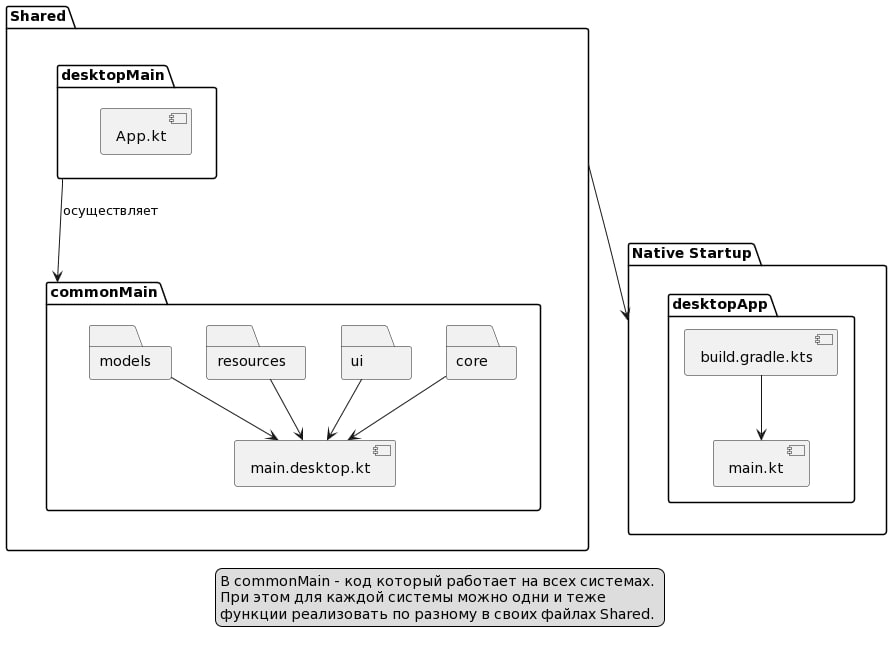 Shared
desktopMain
App.kt
осуществляет
commonMain
models
resources
ui
core
main.desktop.kt
Native Startup
desktopApp
build.gradle.kts
main.kt
В commonMain - код который работает на всех системах.
При этом для каждой системы можно одни и теже
функции реализовать по разному в своих файлах Shared.